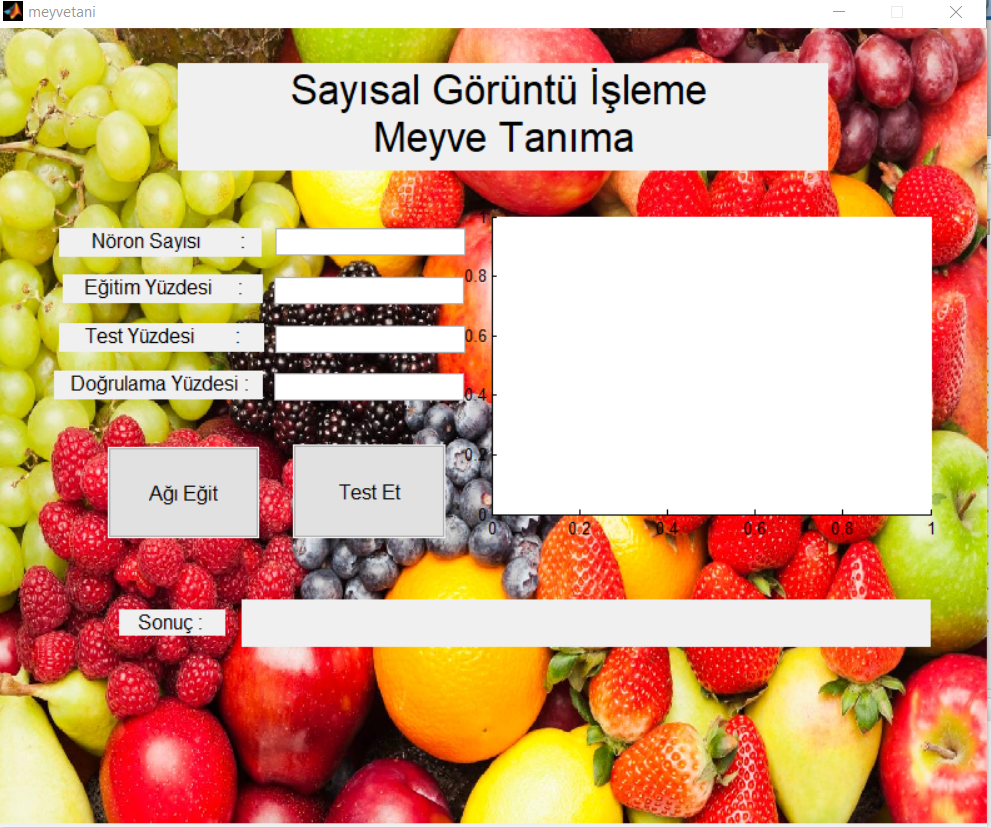 meyvetani
Sayısal Görüntü İşleme
Meyve Tanıma
Nöron Sayısı :
Eğitim Yüzdesi :
Test Yüzdesi :
Doğrulama Yüzdesi :
Ağı Eğit
Test Et
1
0.8
0.6
0.4
0.2
0
0 0.2 0.4 0.6 0.8 1
Sonuç :